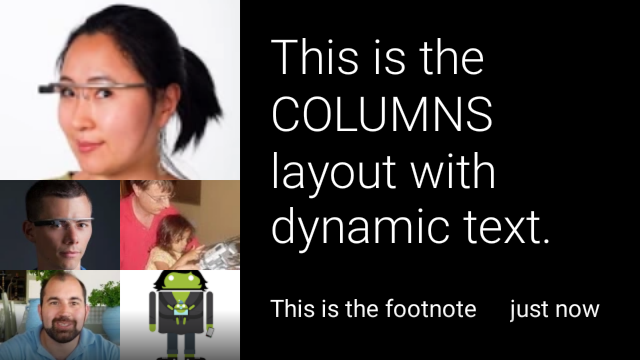 This is the
COLUMNS
layout with
dynamic text.
This is the footnote just now